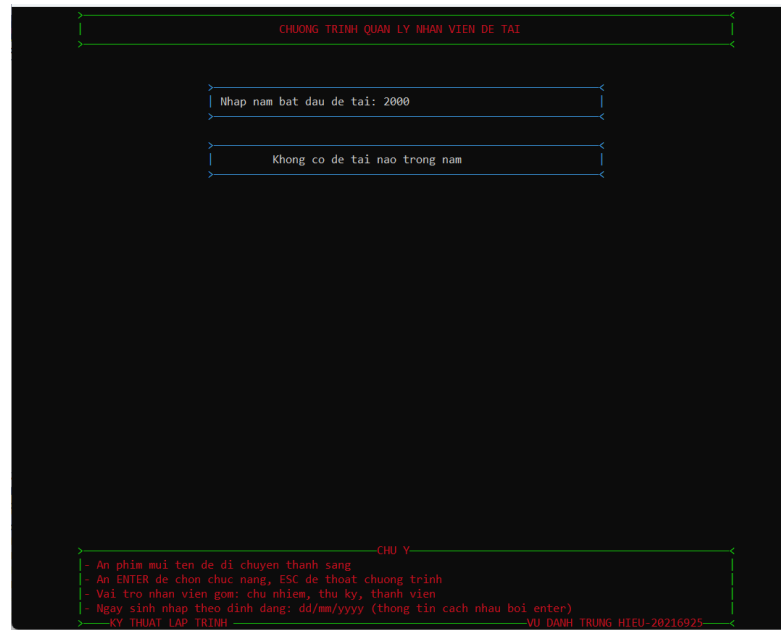 CHUONG TRINH QUAN LY NHAN VIEN DE TAI
Nhap nam bat dau de tai: 2000
Khong co de tai nao trong nam
CHU Y
- An phim mui ten de di chuyen thanh sang
- An ENTER de chon chuc nang, ESC de thoat chuong trinh
- Vai tro nhan vien gom: chu nhiem, thu ky, thanh vien
- Ngay sinh nhap theo dinh dang: dd/mm/yyyy (thong tin cach nhau boi enter)
KY THUAT LAP TRINH VU DANH TRUNG HIEU-20216925